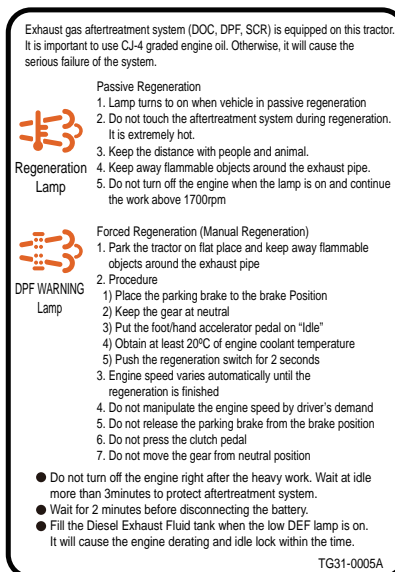 Exhaust gas aftertreatment system (DOC, DPF, SCR) is equipped on this tractor.
It is important to use CJ-4 graded engine oil. Otherwise, it will cause the
serious failure of the system.
Passive Regeneration
1. Lamp turns to on when vehicle in passive regeneration
2. Do not touch the aftertreatment system during regeneration.
It is extremely hot.
3. Keep the distance with people and animal.
4. Keep away flammable objects around the exhaust pipe.
5. Do not turn off the engine when the lamp is on and continue
the work above 1700rpm
Regeneration
Lamp
Forced Regeneration (Manual Regeneration)
1. Park the tractor on flat place and keep away flammable
objects around the exhaust pipe
2. Procedure
1) Place the parking brake to the brake Position
2) Keep the gear at neutral
3) Put the foot/hand accelerator pedal on “Idle”
4) Obtain at least 20ºC of engine coolant temperature
5) Push the regeneration switch for 2 seconds
3. Engine speed varies automatically until the
regeneration is finished
4. Do not manipulate the engine speed by driver's demand
5. Do not release the parking brake from the brake position
6. Do not press the clutch pedal
7. Do not move the gear from neutral position
DPF WARNING
Lamp
● Do not turn off the engine right after the heavy work. Wait at idle
more than 3minutes to protect aftertreatment system.
● Wait for 2 minutes before disconnecting the battery.
● Fill the Diesel Exhaust Fluid tank when the low DEF lamp is on.
It will cause the engine derating and idle lock within the time.
TG31-0005A